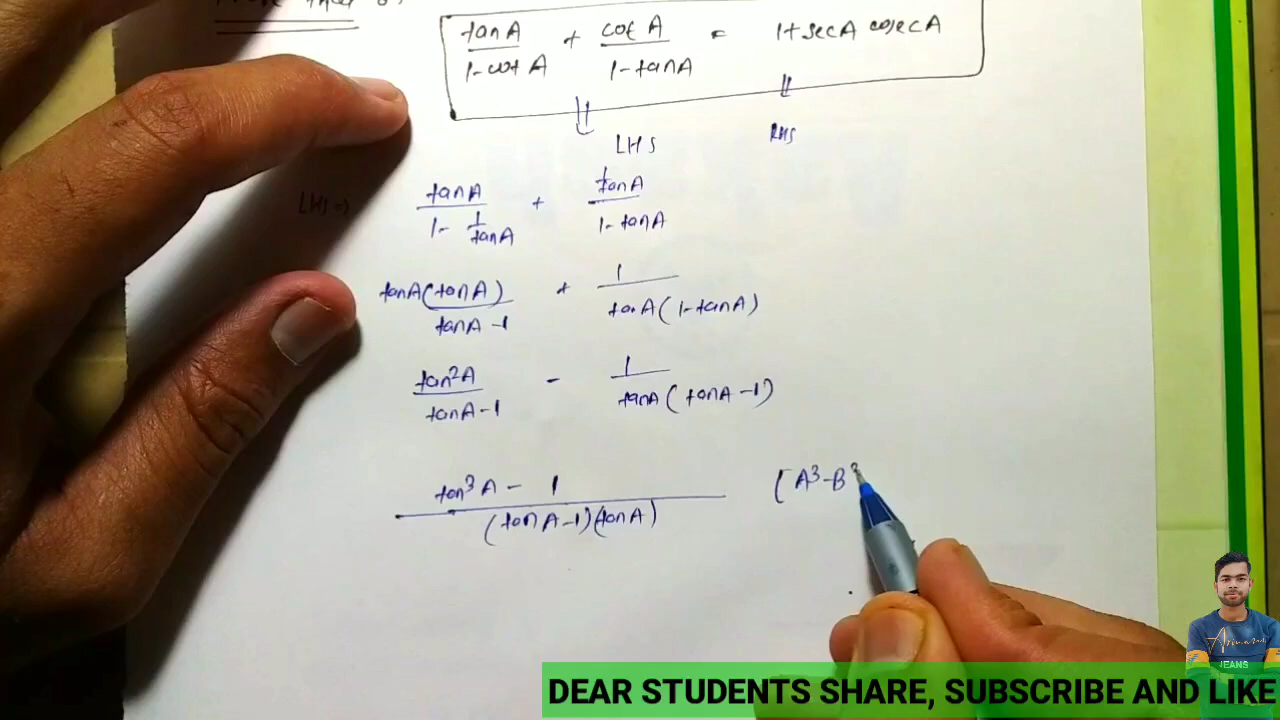 tanA/1-cotA + cotA/1-tanA = 1+secA cosecA
LHS RHS
LHS => tanA/1-1/tanA + 1/tanA/1-tanA
tanA(tanA)/tanA-1 + 1/tanA(1-tanA)
tan²A/tanA-1 - 1/tanA(tanA-1)
tan³A - 1/(tanA-1)(tanA) [A³-B³
JEANS
DEAR STUDENTS SHARE, SUBSCRIBE AND LIKE